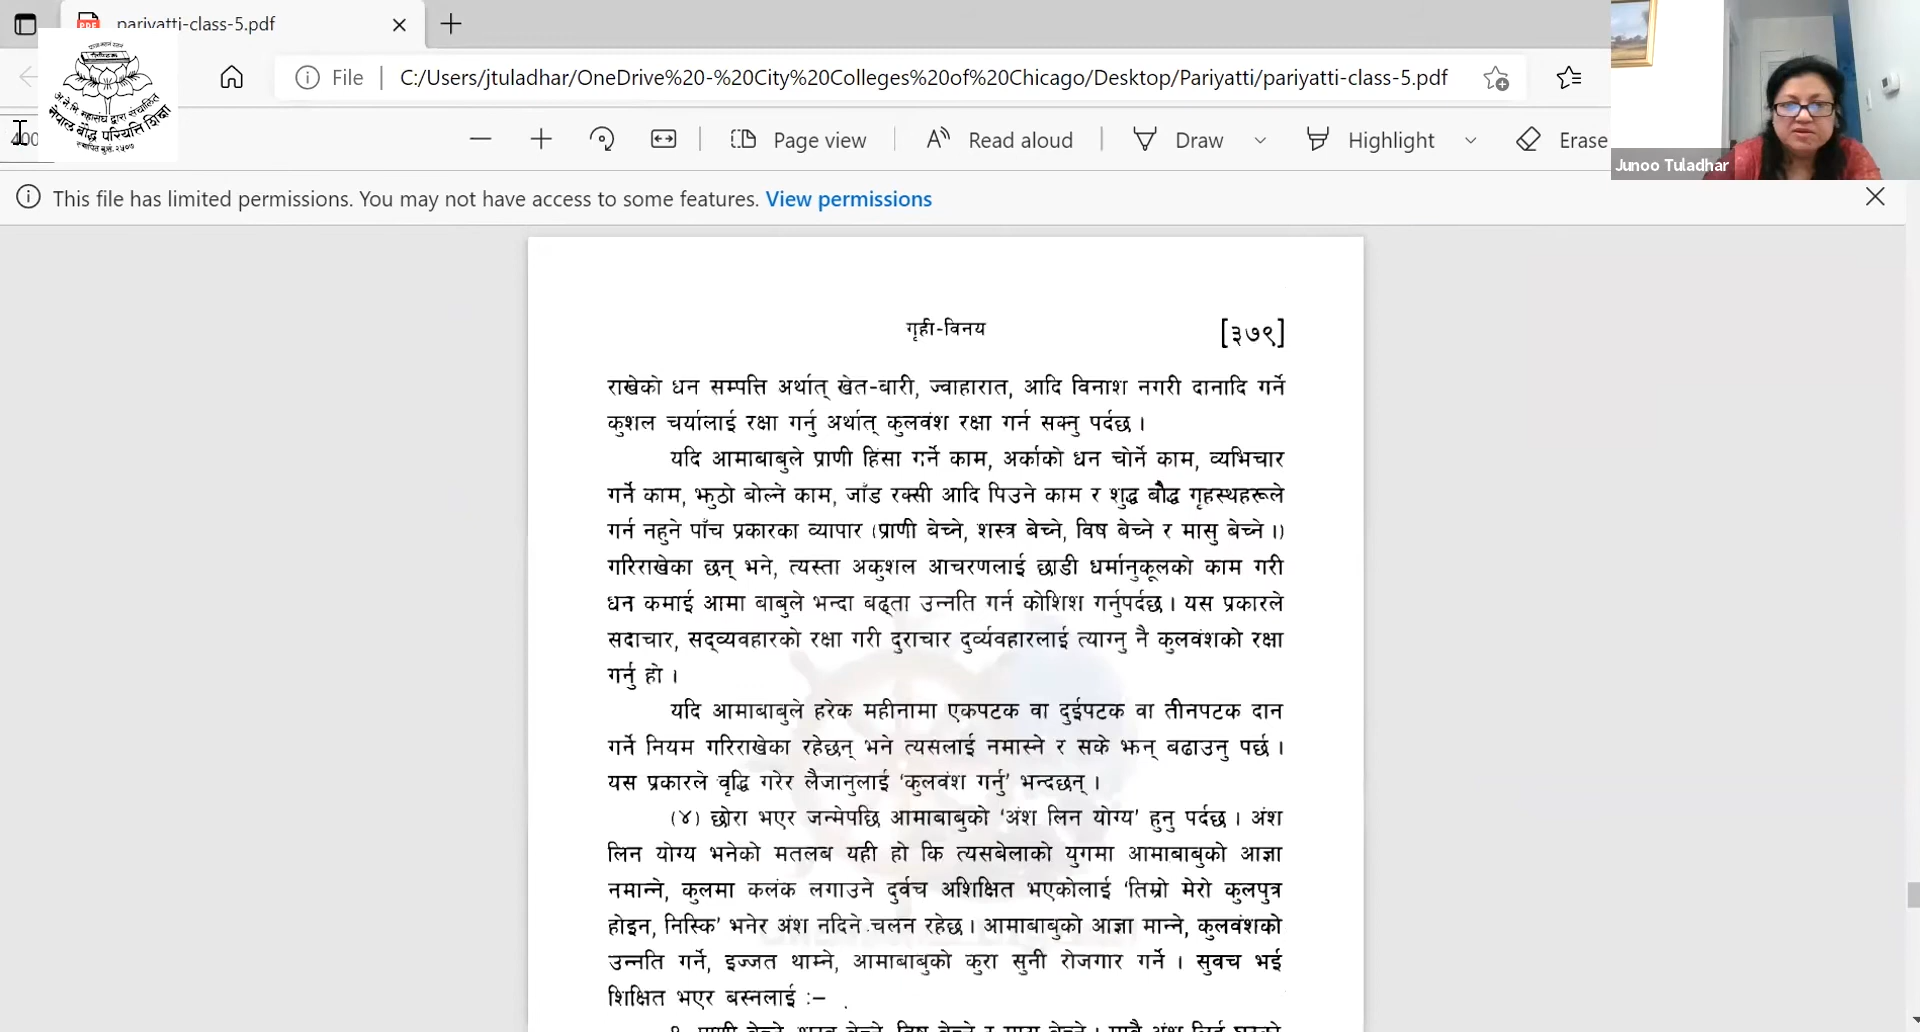 pariyatti-class-5.pdf
File
C:/Users/jtuladhar/OneDrive%20-%20City%20Colleges%20of%20Chicago/Desktop/Pariyatti/pariyatti-class-5.pdf
नेपाल बौद्ध परियत्ति शिक्षा
400
Page view
Read aloud
Draw
Highlight
Erase
Junoo Tuladhar
This file has limited permissions. You may not have access to some features. View permissions
गृही-विनय [३७९]
राखेको धन सम्पत्ति अर्थात् खेत-बारी, ज्वाहारात, आदि विनाश नगरी दानादि गर्ने
कुशल चर्यालाई रक्षा गर्नु अर्थात् कुलवंश रक्षा गर्न सक्नु पर्दछ ।
यदि आमाबाबुले प्राणी हिंसा गर्ने काम, अर्काको धन चोर्ने काम, व्यभिचार
गर्ने काम, झुठो बोल्ने काम, जाँड रक्सी आदि पिउने काम र शुद्ध बौद्ध गृहस्थहरूले
गर्न नहुने पाँच प्रकारका व्यापार (प्राणी बेच्ने, शस्त्र बेच्ने, विष बेच्ने र मासु बेच्ने ।)
गरिराखेका छन् भने, त्यस्ता अकुशल आचरणलाई छाडी धर्मानुकूलको काम गरी
धन कमाई आमा बाबुले भन्दा बढ्ता उन्नति गर्न कोशिश गर्नुपर्दछ । यस प्रकारले
सदाचार, सद्व्यवहारको रक्षा गरी दुराचार दुर्व्यवहारलाई त्याग्नु नै कुलवंशको रक्षा
गर्नु हो ।
यदि आमाबाबुले हरेक महीनामा एकपटक वा दुईपटक वा तीनपटक दान
गर्ने नियम गरिराखेका रहेछन् भने त्यसलाई नमास्ने र सके झन् बढाउनु पर्छ ।
यस प्रकारले वृद्धि गरेर लैजानुलाई ‘कुलवंश गर्नु’ भन्दछन् ।
(४) छोरा भएर जन्मेपछि आमाबाबुको ‘अंश लिन योग्य’ हुनु पर्दछ । अंश
लिन योग्य भनेको मतलब यही हो कि त्यसबेलाको युगमा आमाबाबुको आज्ञा
नमान्ने, कुलमा कलंक लगाउने दुर्वच अशिक्षित भएकोलाई ‘तिम्रो मेरो कुलपुत्र
होइन, निस्कि’ भनेर अंश नदिने चलन रहेछ । आमाबाबुको आज्ञा मान्ने, कुलवंशको
उन्नति गर्ने, इज्जत थाम्ने, आमाबाबुको कुरा सुनी रोजगार गर्ने । सुवच भई
शिक्षित भएर बस्नलाई :–